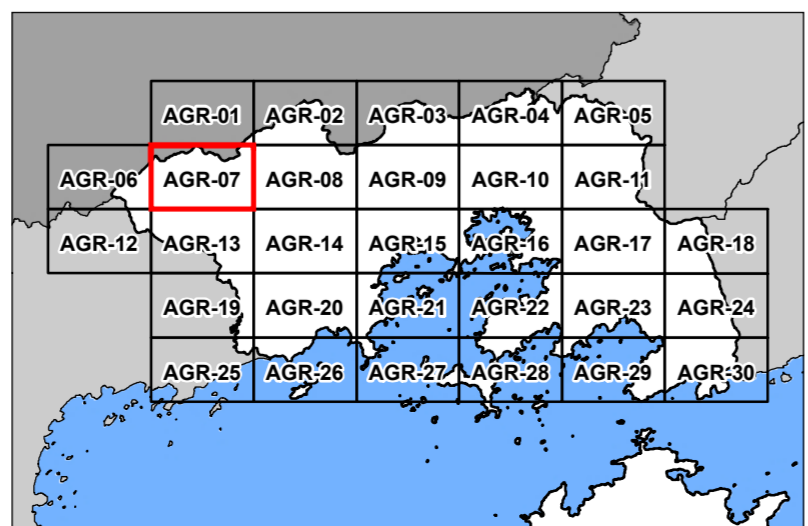 AGR-01 AGR-02 AGR-03 AGR-04 AGR-05
AGR-06 AGR-07 AGR-08 AGR-09 AGR-10 AGR-11
AGR-12 AGR-13 AGR-14 AGR-15 AGR-16 AGR-17 AGR-18
AGR-19 AGR-20 AGR-21 AGR-22 AGR-23 AGR-24
AGR-25 AGR-26 AGR-27 AGR-28 AGR-29 AGR-30